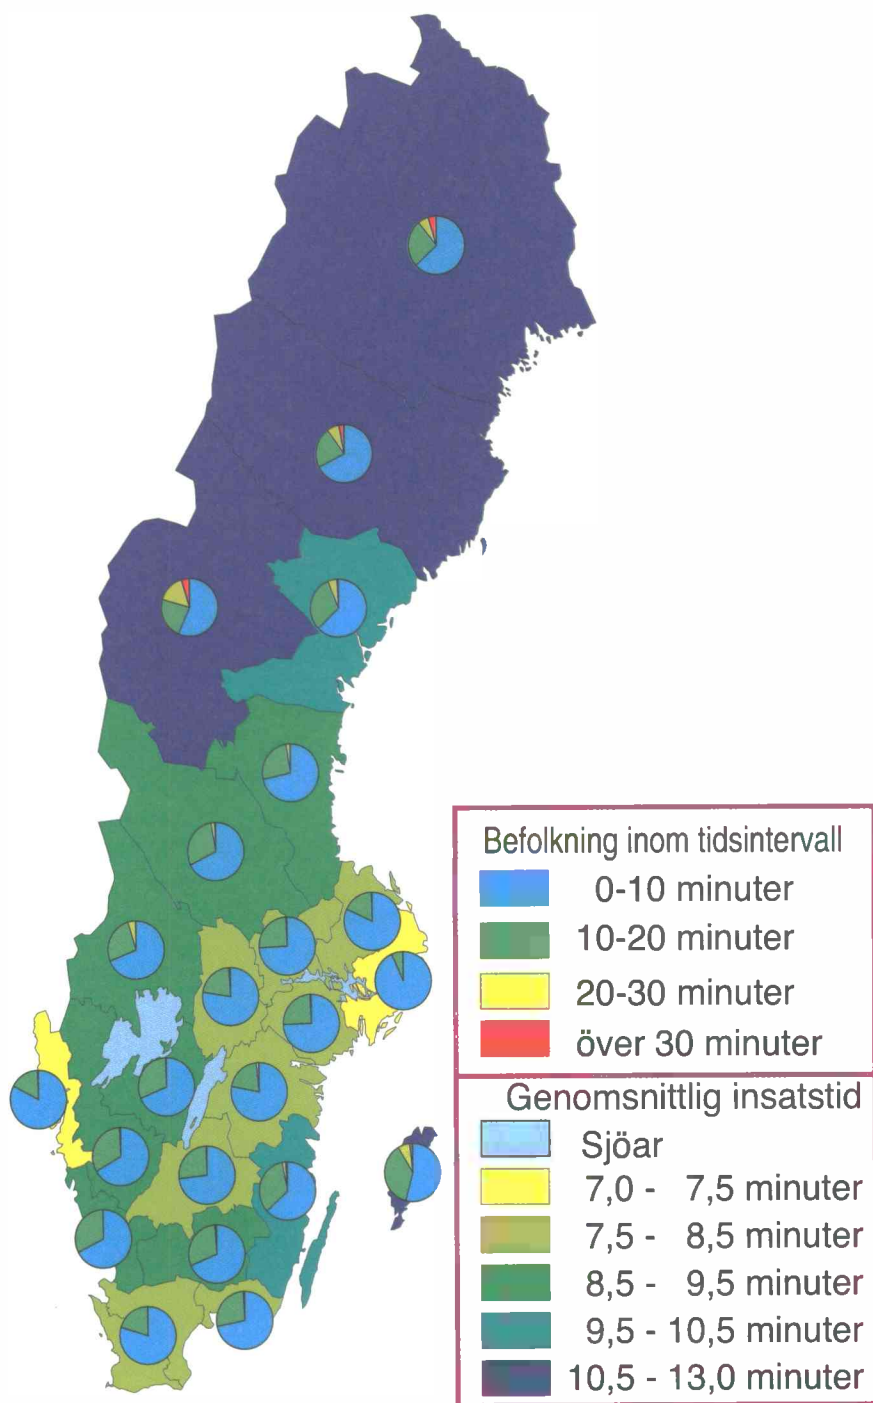 Befolkning inom tidsintervall
0-10 minuter
10-20 minuter
20-30 minuter
över 30 minuter
Genomsnittlig insatstid
Sjöar
7,0 - 7,5 minuter
7,5 - 8,5 minuter
8,5 - 9,5 minuter
9,5 - 10,5 minuter
10,5 - 13,0 minuter